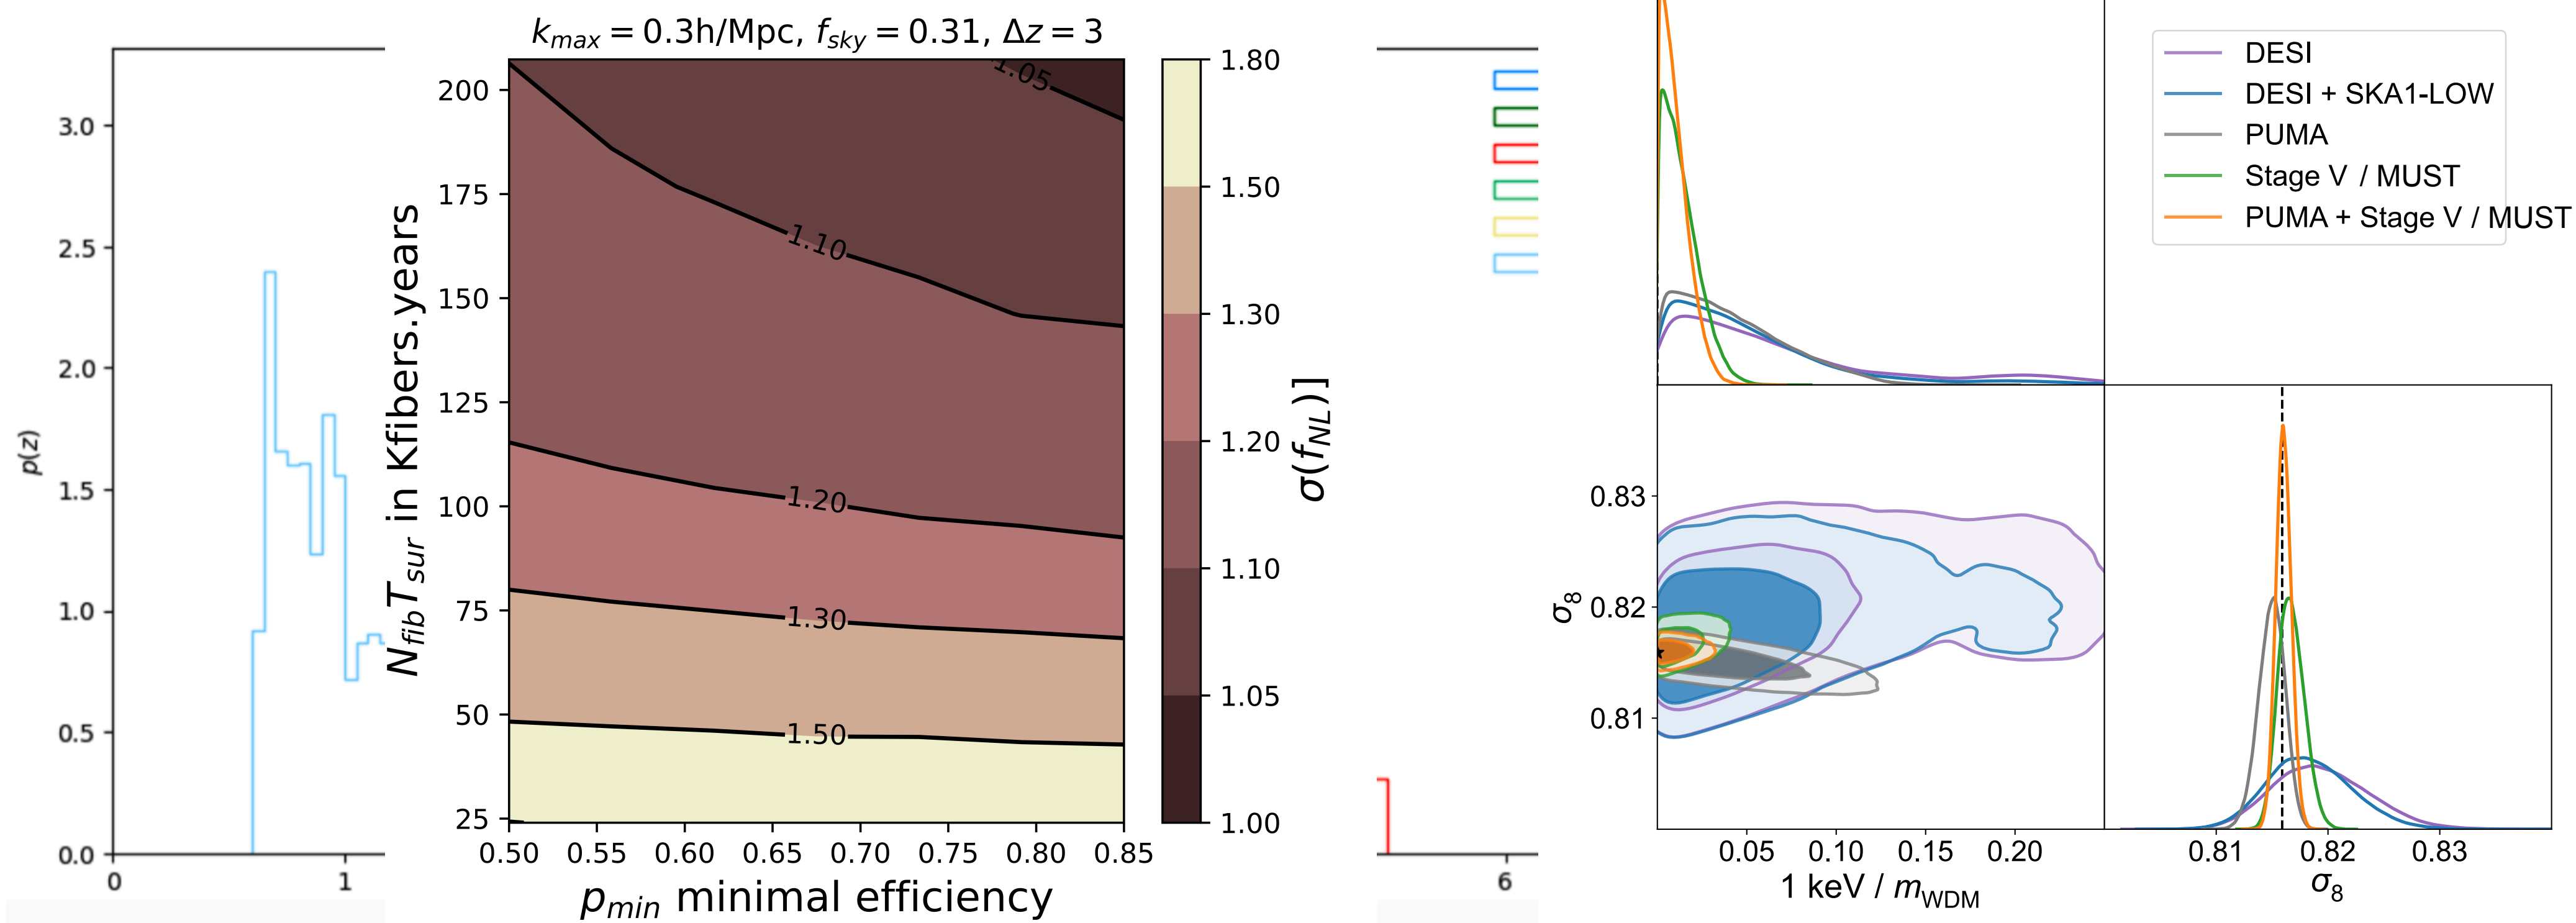 3.0
2.5
2.0
1.5
1.0
0.5
0.0
p(z)
0
1
k_max = 0.3h/Mpc, f_sky = 0.31, Δz = 3
200
175
150
125
100
75
50
25
N_fib T_sur in Kfibers.years
1.05
1.10
1.20
1.30
1.50
0.50 0.55 0.60 0.65 0.70 0.75 0.80 0.85
p_min minimal efficiency
1.80
1.50
1.30
1.20
1.10
1.05
1.00
σ(f_NL)]
6
DESI
DESI + SKA1-LOW
PUMA
Stage V / MUST
PUMA + Stage V / MUST
0.83
0.82
0.81
σ8
0.05 0.10 0.15 0.20
1 keV / m_WDM
0.81 0.82 0.83
σ8